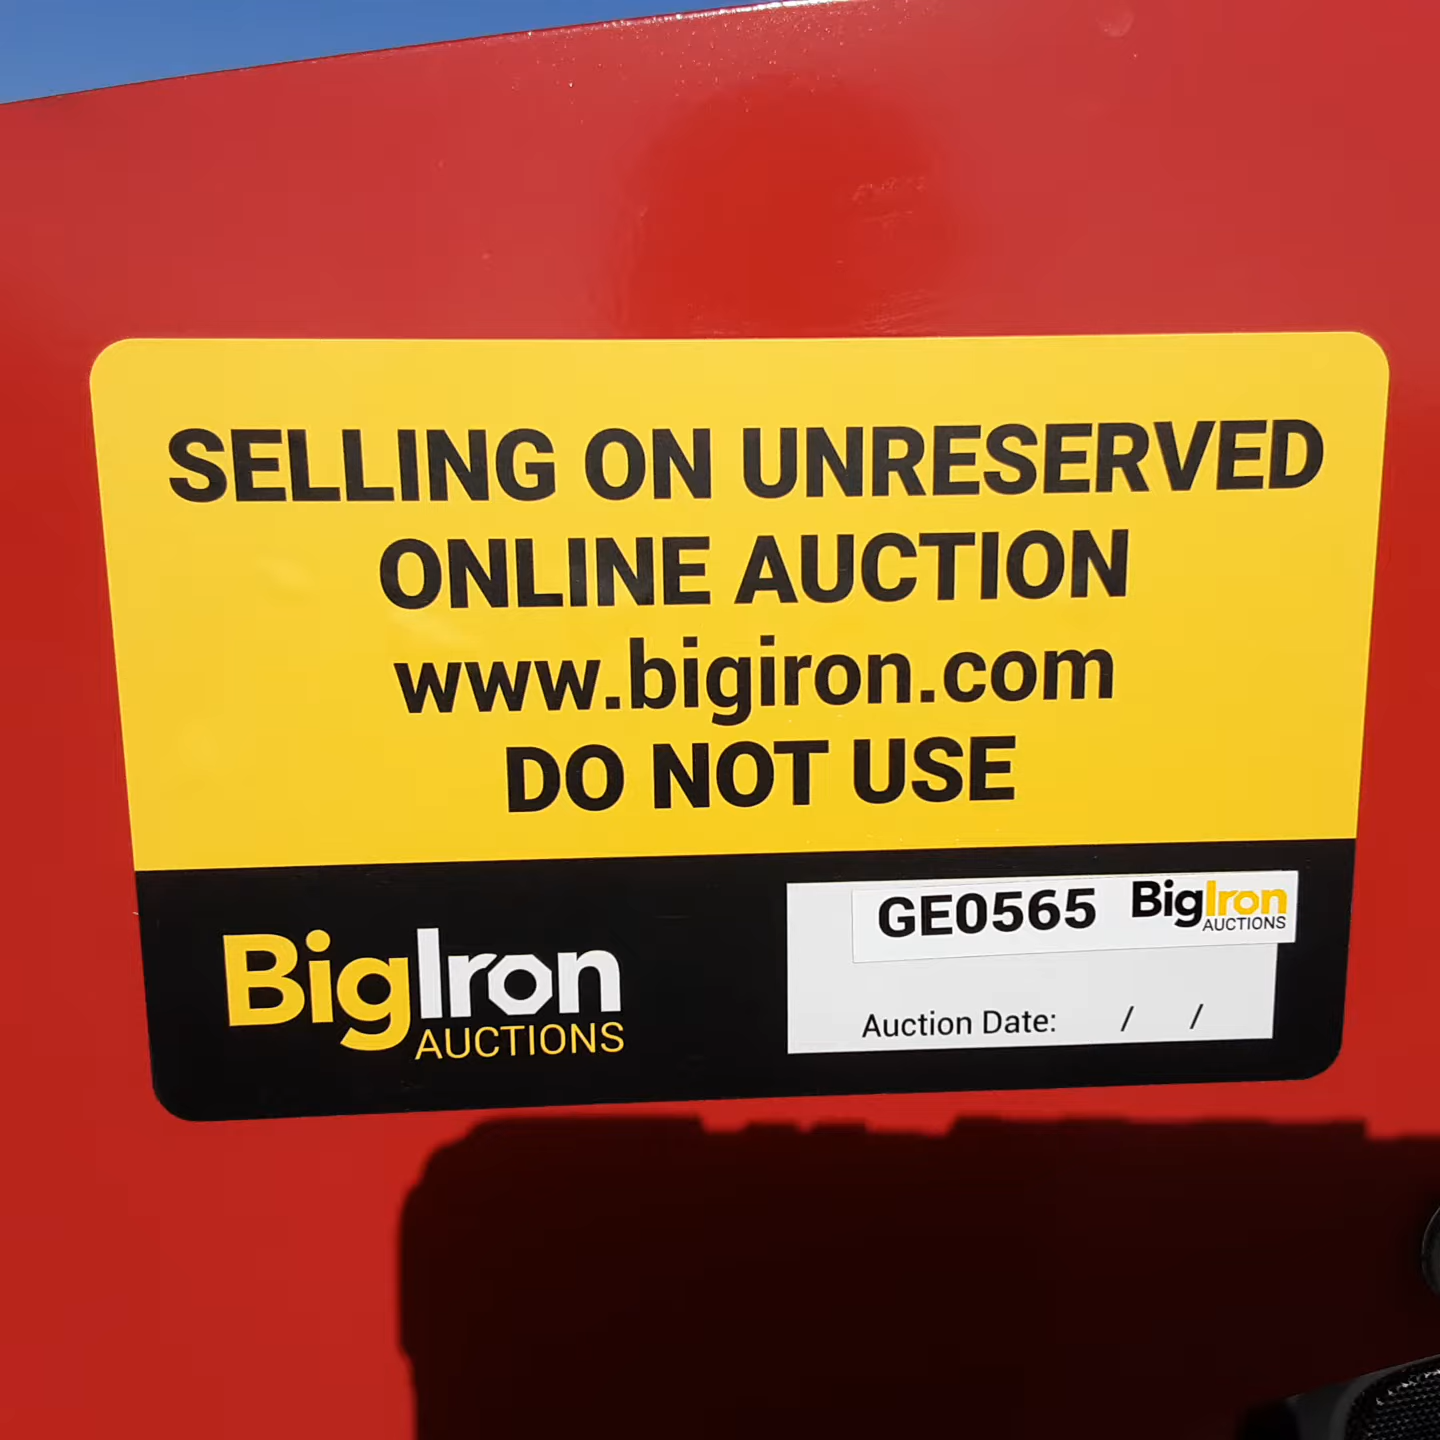 SELLING ON UNRESERVED
ONLINE AUCTION
www.bigiron.com
DO NOT USE
BigIron
AUCTIONS
GE0565 BigIron
AUCTIONS
Auction Date: / /